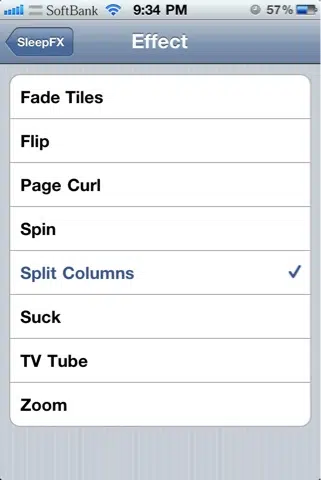 SoftBank 9:34 PM 57%
SleepFX Effect
Fade Tiles
Flip
Page Curl
Spin
Split Columns
Suck
TV Tube
Zoom